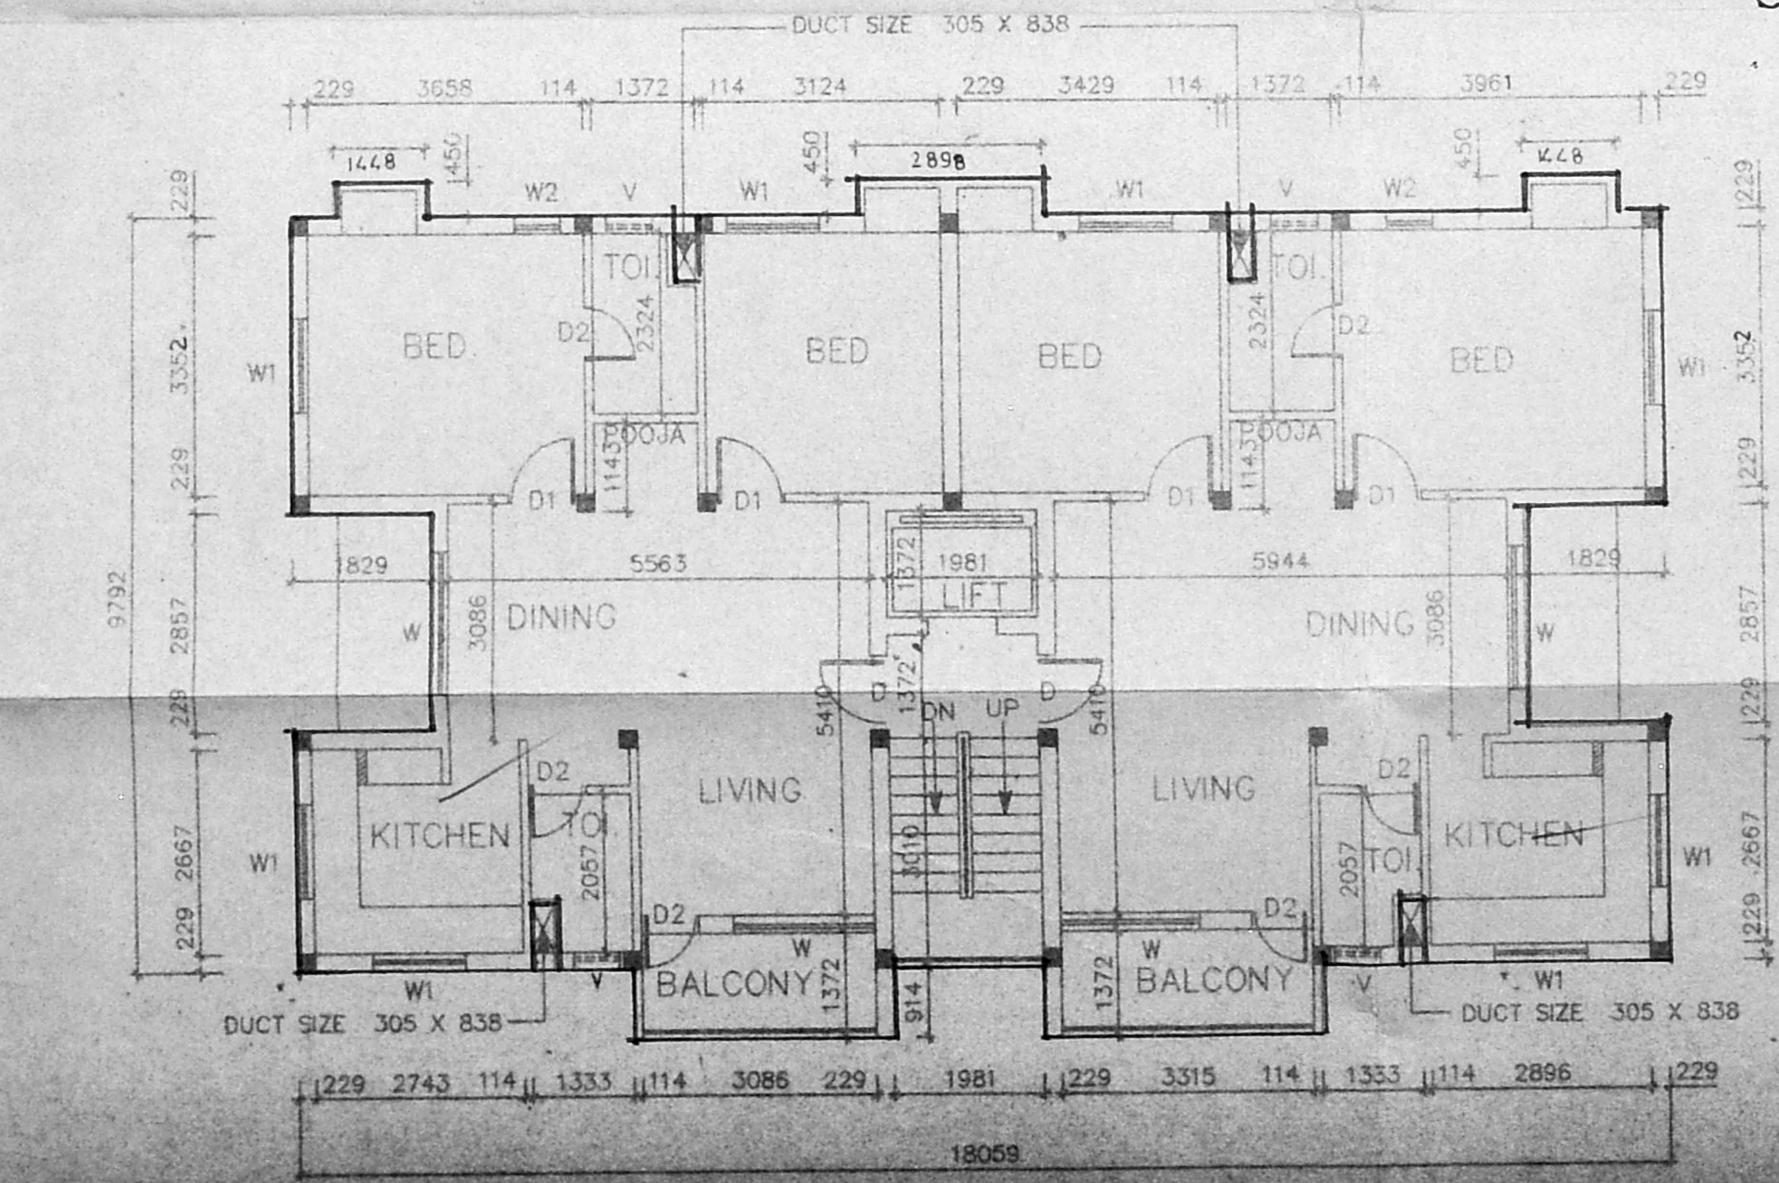 DUCT SIZE 305 X 838
229 3658 114 1372 114 3124 229 3429 114 1372 114 3961 229
1448 450 450 2898 450 1448
229 W2 V W1 W1 V W2 229
TOI. TOI.
3352 W1 BED D2 2324 BED BED 2324 D2 BED W1 3352
229 1143 POOJA 1143 POOJA 229
D1 D1 D1 D1
1829 5563 1372 1981 5944 1829
LIFT
9792 2857 W 3086 DINING DINING 3086 W 2857
229 5410 D 1372 D 5410 229
DN UP
D2 D2
LIVING LIVING
2667 W1 KITCHEN TOI. 2057 3010 2057 TOI. KITCHEN W1 2667
229 D2 D2 229
W W
W1 V BALCONY 1372 914 1372 BALCONY V W1
DUCT SIZE 305 X 838 DUCT SIZE 305 X 838
229 2743 114 1333 114 3086 229 1981 229 3315 114 1333 114 2896 229
18059